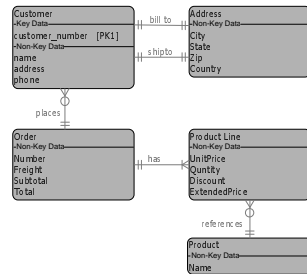 Customer
Key Data
customer_number [PK1]
Non-Key Data
name
address
phone
bill to
shipto
Address
Non-Key Data
City
State
Zip
Country
places
Order
Non-Key Data
Number
Freight
Subtotal
Total
has
Product Line
Non-Key Data
UnitPrice
Quntity
Discount
ExtendedPrice
references
Product
Non-Key Data
Name